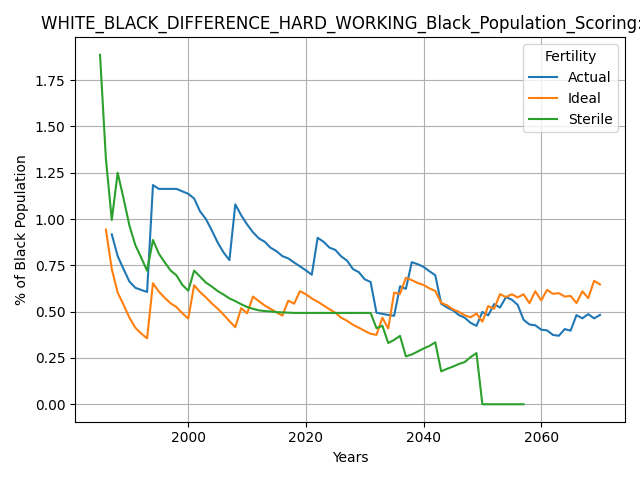 WHITE_BLACK_DIFFERENCE_HARD_WORKING_Black_Population_Scoring:
% of Black Population
1.75
1.50
1.25
1.00
0.75
0.50
0.25
0.00
Fertility
Actual
Ideal
Sterile
2000
2020
2040
2060
Years